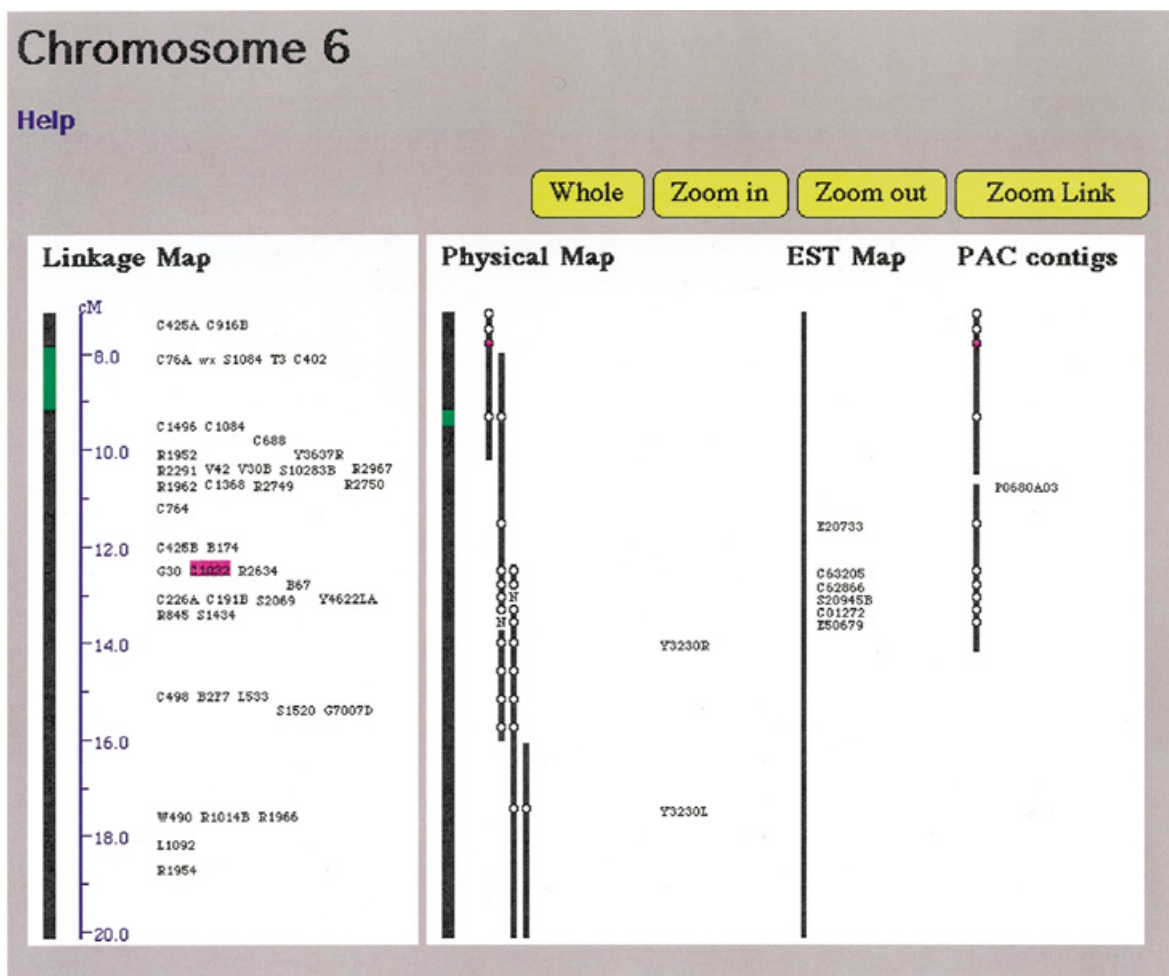 Chromosome 6
Help
Whole Zoom in Zoom out Zoom Link
Linkage Map
cM
C425A C916B
8.0
C76A wx S1084 T3 C402
C1496 C1084
C688
10.0
R1952 Y3637R
R2291 V42 V30B S10283B R2967
R1962 C1368 R2749 R2750
C764
12.0
C425B B174
G30 C1032 R2634
B67
C226A C191B S2069 Y4622LA
R845 S1434
14.0
C498 B217 L533
S1520 G7007D
16.0
W490 R1014B R1966
18.0
L1092
R1954
20.0
Physical Map
N
N
Y3230R
Y3230L
EST Map
E20733
C63205
C62866
S20945B
C01272
E50679
PAC contigs
P0680A03